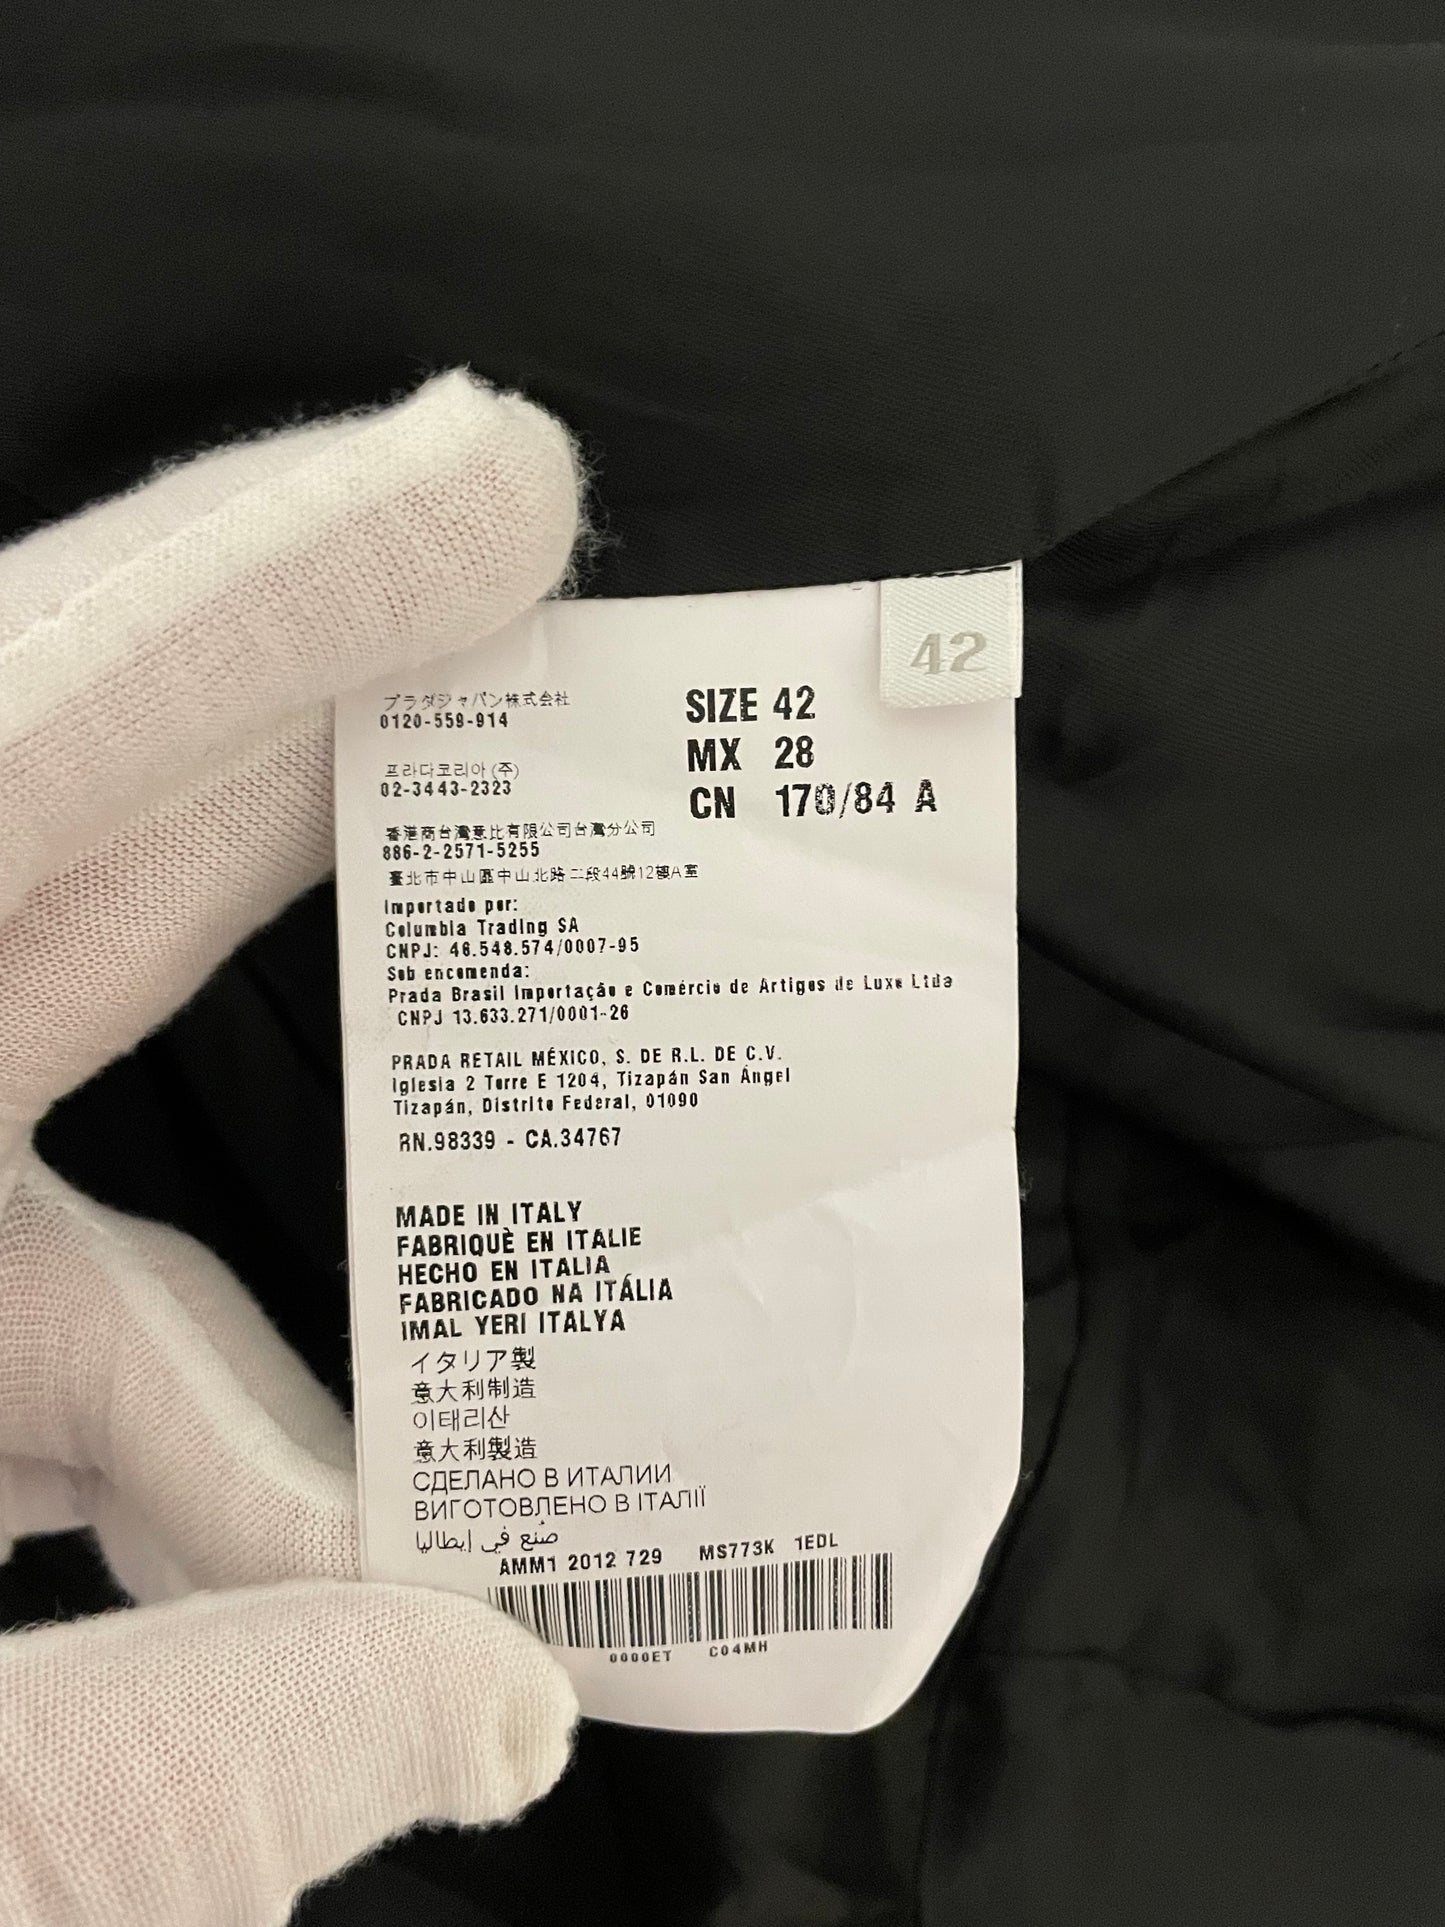 42
プラダジャパン株式会社
0120-559-914
프라다코리아 (주)
02-3443-2323
香港商台灣意比有限公司台灣分公司
886-2-2571-5255
臺北市中山區中山北路二段44號12樓A室
SIZE 42
MX 28
CN 170/84 A
Importado por:
Columbia Trading SA
CNPJ: 46.548.574/0007-95
Sob encomenda:
Prada Brasil Importação e Comércio de Artigos de Luxo Ltda
CNPJ 13.633.271/0001-26
PRADA RETAIL MÉXICO, S. DE R.L. DE C.V.
Iglesia 2 Torre E 1204, Tizapán San Ángel
Tizapán, Distrito Federal, 01090
RN.98339 - CA.34767
MADE IN ITALY
FABRIQUÈ EN ITALIE
HECHO EN ITALIA
FABRICADO NA ITÁLIA
IMAL YERI ITALYA
イタリア製
意大利制造
이태리산
意大利製造
СДЕЛАНО В ИТАЛИИ
ВИГОТОВЛЕНО В ІТАЛІЇ
صُنع في إيطاليا
AMM1 2012 729 MS773K 1EDL
0000ET C04MH